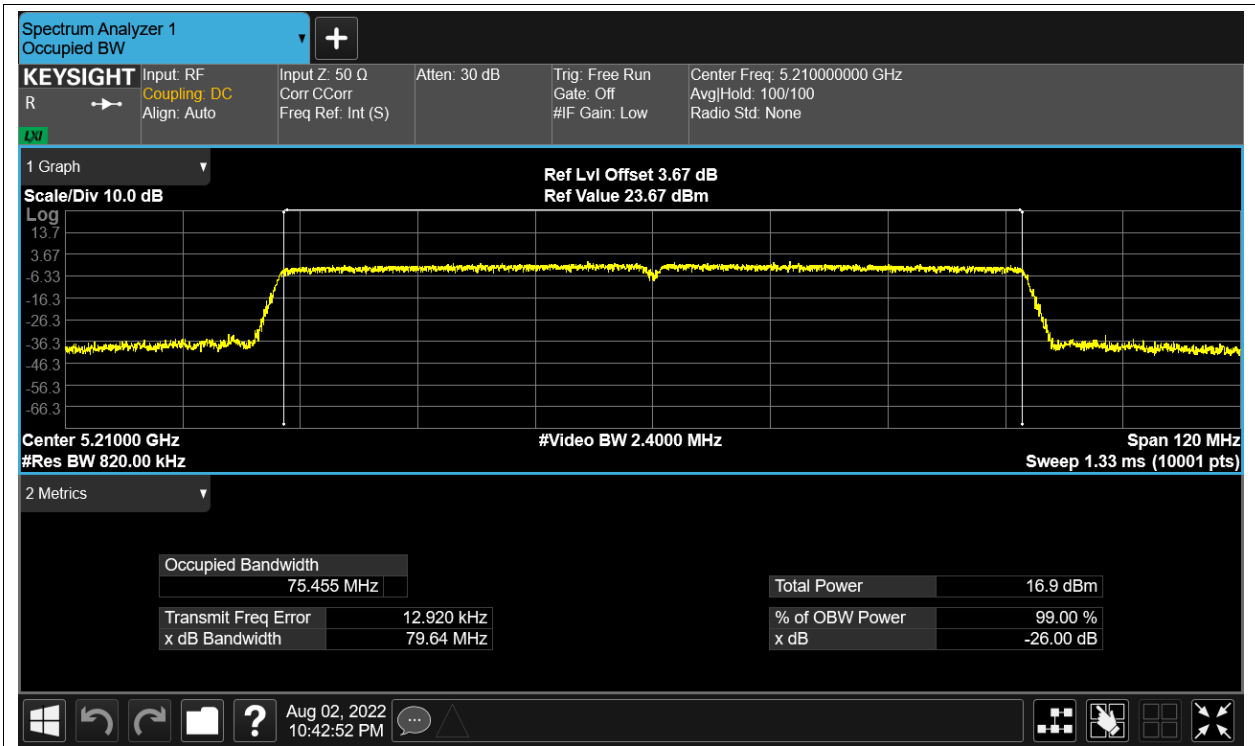 Spectrum Analyzer 1
Occupied BW
KEYSIGHT
R
LXI
Input: RF
Coupling: DC
Align: Auto
Input Z: 50 Ω
Corr CCorr
Freq Ref: Int (S)
Atten: 30 dB
Trig: Free Run
Gate: Off
#IF Gain: Low
Center Freq: 5.210000000 GHz
Avg|Hold: 100/100
Radio Std: None
1 Graph
Scale/Div 10.0 dB
Ref Lvl Offset 3.67 dB
Ref Value 23.67 dBm
Log
13.7
3.67
-6.33
-16.3
-26.3
-36.3
-46.3
-56.3
-66.3
Center 5.21000 GHz
#Video BW 2.4000 MHz
Span 120 MHz
#Res BW 820.00 kHz
Sweep 1.33 ms (10001 pts)
2 Metrics
Occupied Bandwidth
75.455 MHz
Transmit Freq Error 12.920 kHz
x dB Bandwidth 79.64 MHz
Total Power 16.9 dBm
% of OBW Power 99.00 %
x dB -26.00 dB
?
Aug 02, 2022
10:42:52 PM